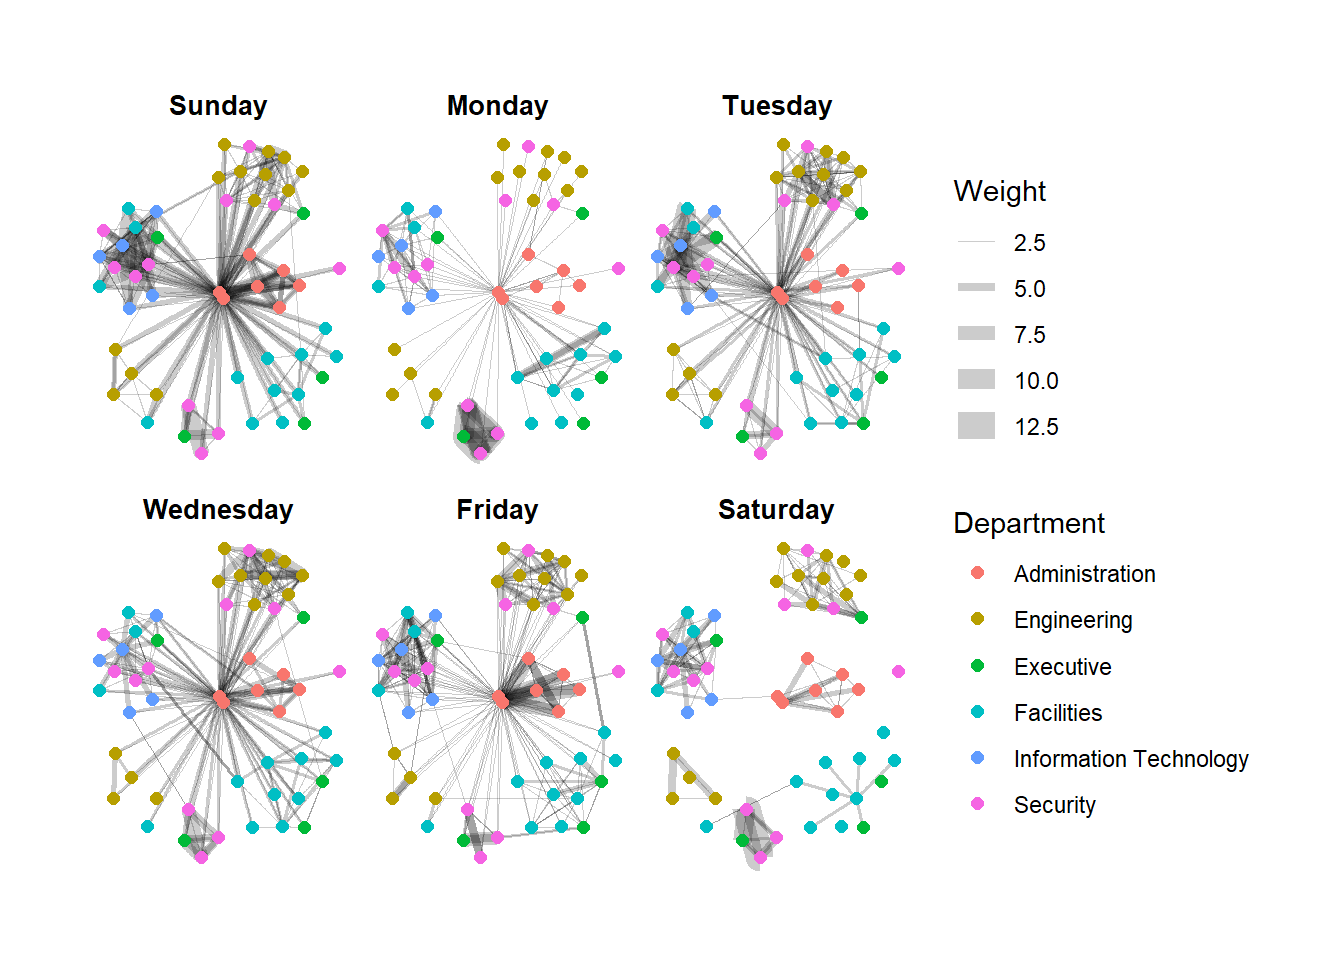 Sunday
Monday
Tuesday
Wednesday
Friday
Saturday
Weight
2.5
5.0
7.5
10.0
12.5
Department
Administration
Engineering
Executive
Facilities
Information Technology
Security